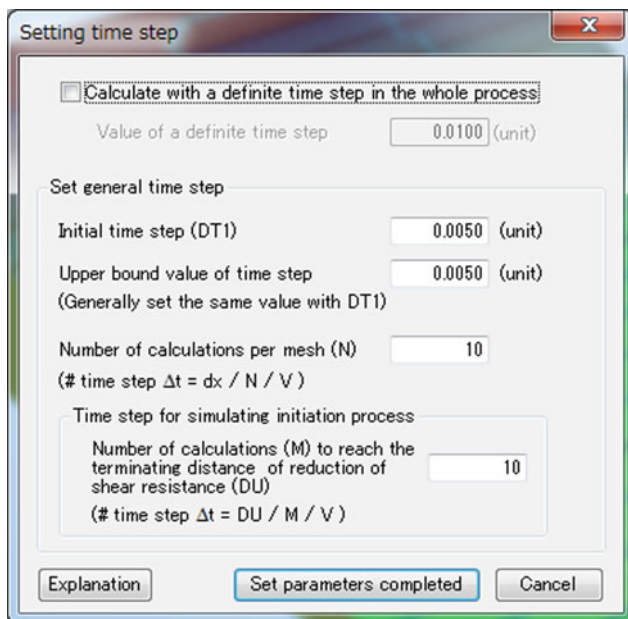 Setting time step
Calculate with a definite time step in the whole process
Value of a definite time step 0.0100 (unit)
Set general time step
Initial time step (DT1) 0.0050 (unit)
Upper bound value of time step 0.0050 (unit)
(Generally set the same value with DT1)
Number of calculations per mesh (N) 10
(# time step Δt = dx / N / V )
Time step for simulating initiation process
Number of calculations (M) to reach the
terminating distance of reduction of 10
shear resistance (DU)
(# time step Δt = DU / M / V )
Explanation Set parameters completed Cancel